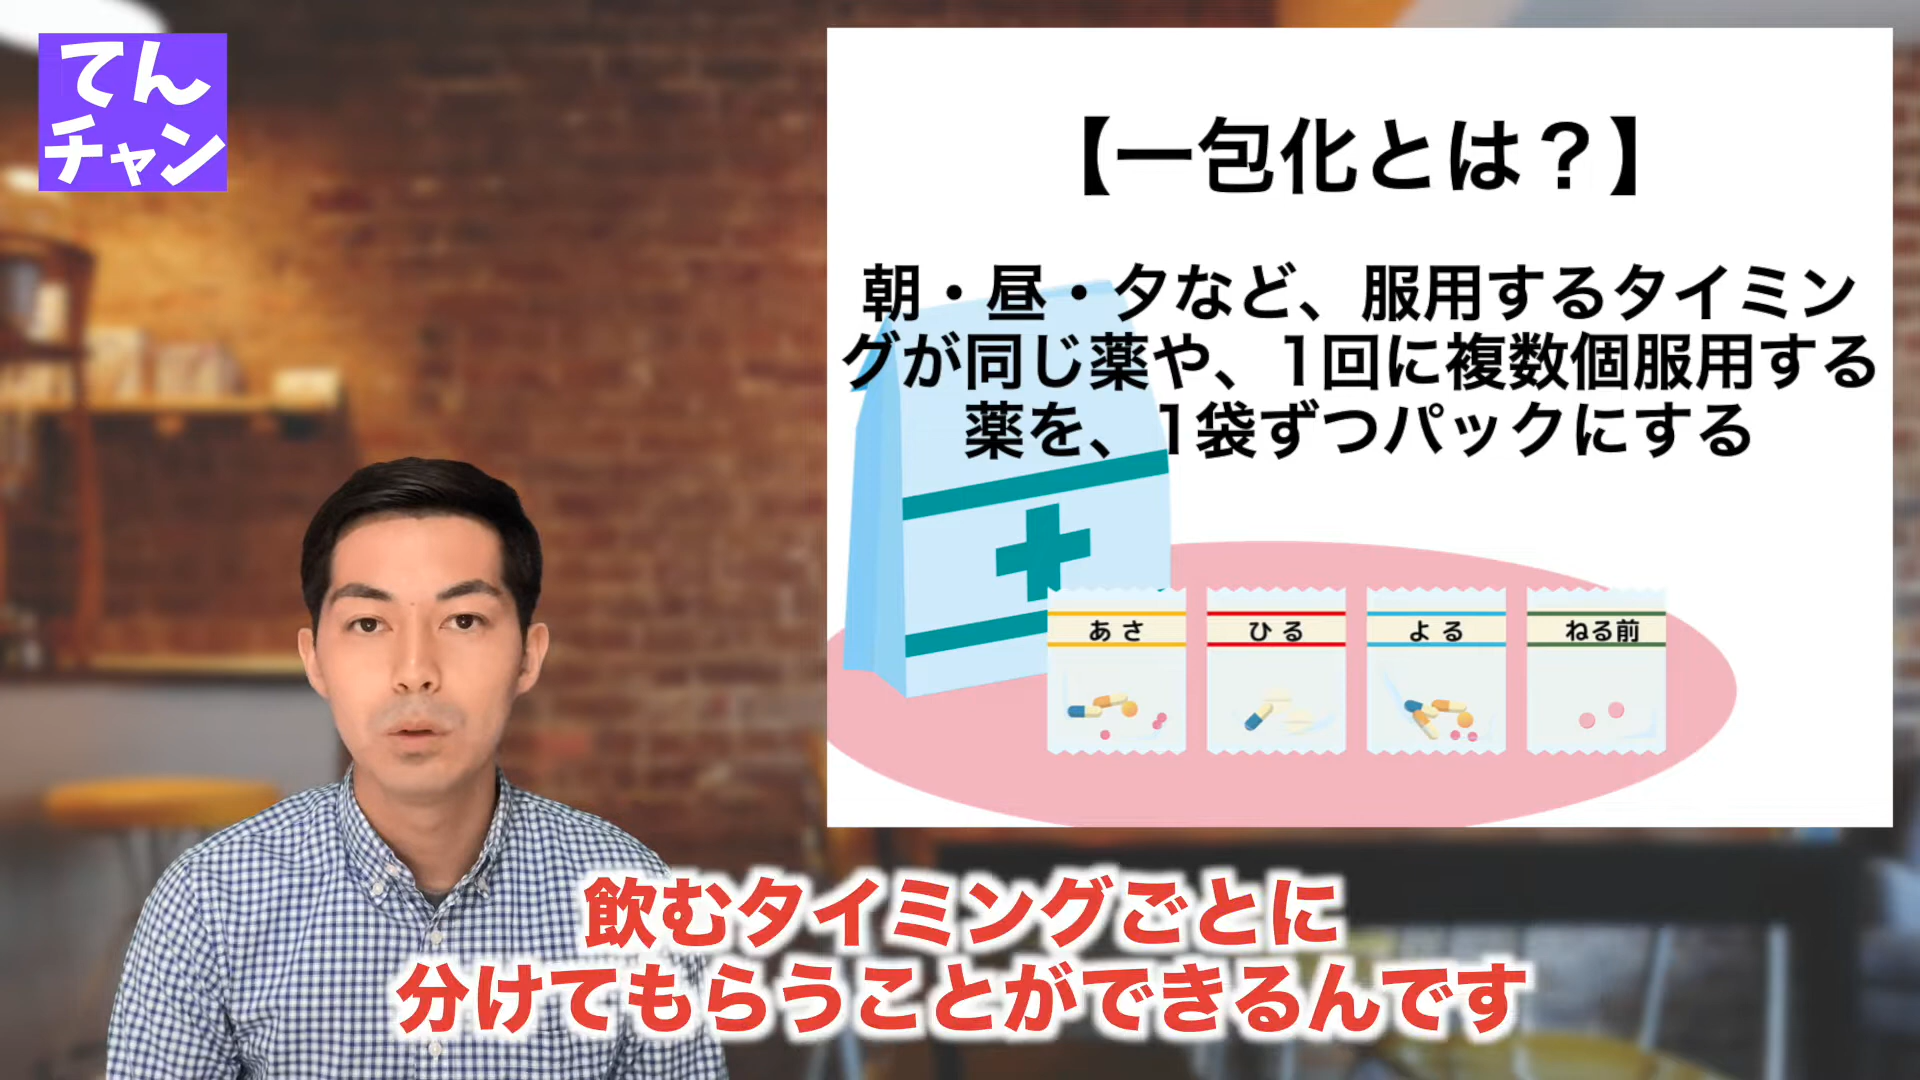 てん
チャン
【一包化とは？】
朝・昼・夕など、服用するタイミン
グが同じ薬や、1回に複数個服用する
薬を、1袋ずつパックにする
あさ
ひる
よる
ねる前
飲むタイミングごとに
分けてもらうことができるんです